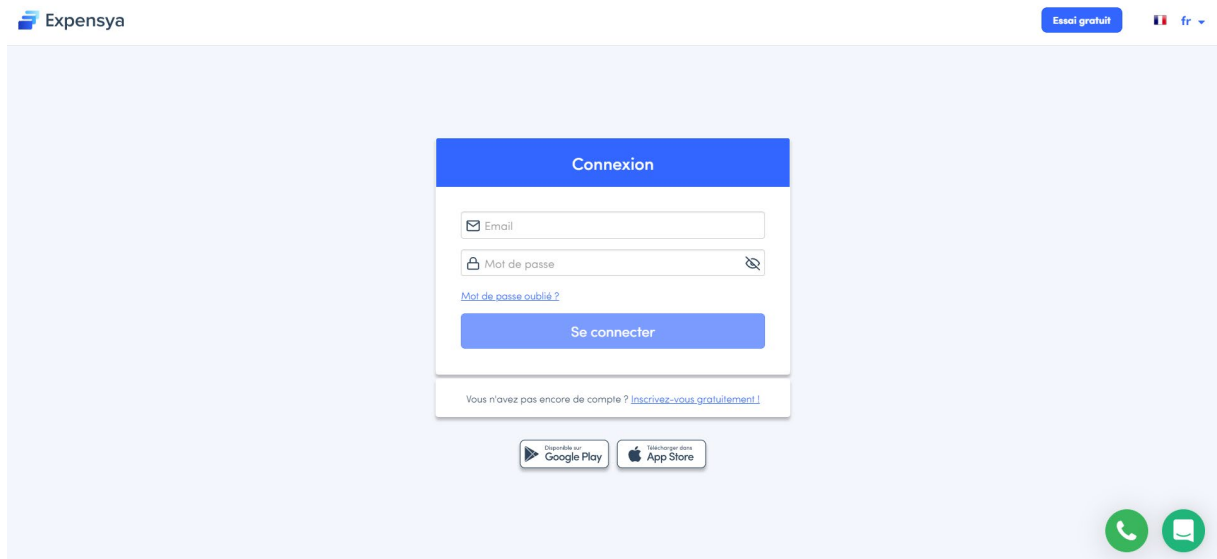 Expensya
Essai gratuit
fr
Connexion
Email
Mot de passe
Mot de passe oublié ?
Se connecter
Vous n'avez pas encore de compte ? Inscrivez-vous gratuitement !
Disponible sur
Google Play
Télécharger dans
App Store